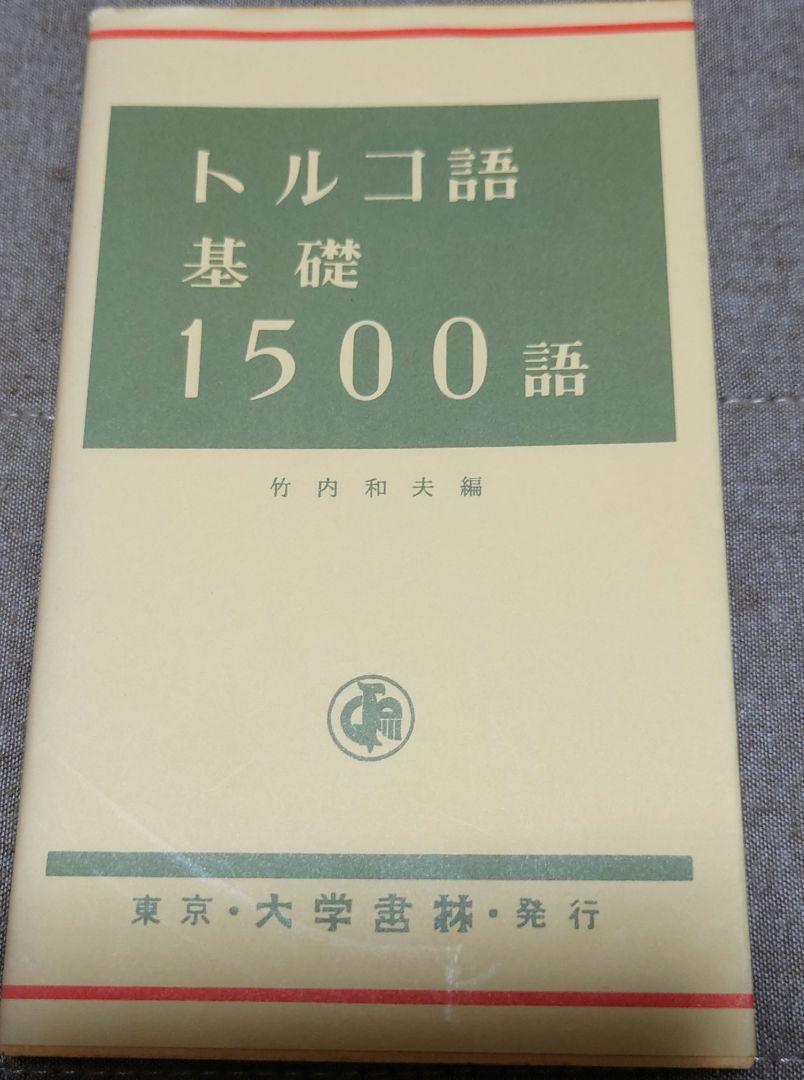 トルコ語
基礎
1500語
竹内和夫編
東京・大学書林・発行